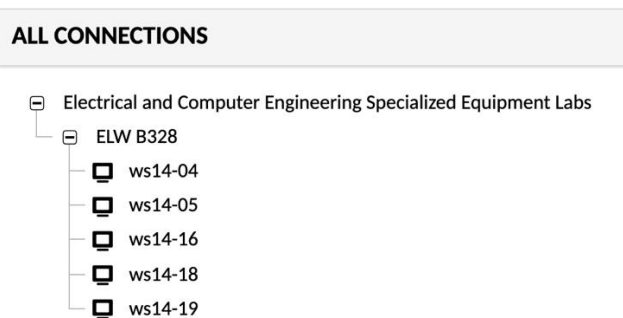 ALL CONNECTIONS
Electrical and Computer Engineering Specialized Equipment Labs
ELW B328
ws14-04
ws14-05
ws14-16
ws14-18
ws14-19